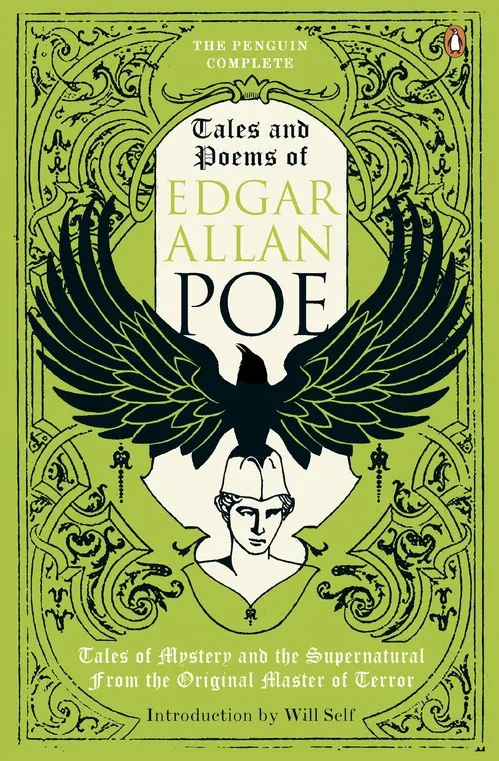 THE PENGUIN
COMPLETE
Tales and
Poems of
EDGAR
ALLAN
POE
Tales of Mystery and the Supernatural
From the Original Master of Terror
Introduction by Will Self